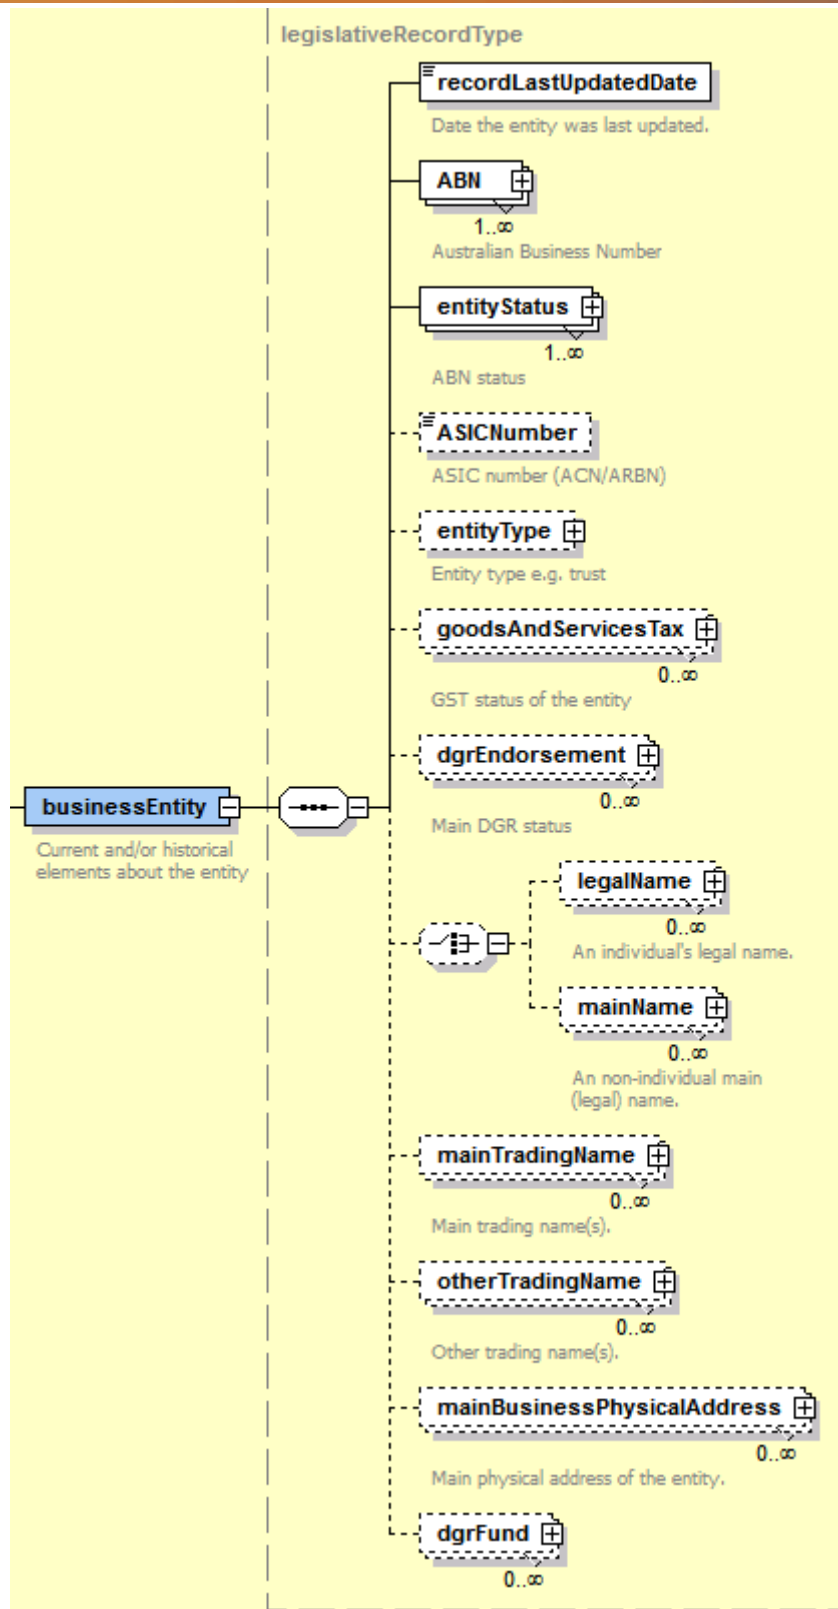 legislativeRecordType
recordLastUpdatedDate
Date the entity was last updated.
ABN
1..∞
Australian Business Number
entityStatus
1..∞
ABN status
ASICNumber
ASIC number (ACN/ARBN)
entityType
Entity type e.g. trust
goodsAndServicesTax
0..∞
GST status of the entity
dgrEndorsement
0..∞
Main DGR status
businessEntity
Current and/or historical
elements about the entity
legalName
0..∞
An individual's legal name.
mainName
0..∞
An non-individual main
(legal) name.
mainTradingName
0..∞
Main trading name(s).
otherTradingName
0..∞
Other trading name(s).
mainBusinessPhysicalAddress
0..∞
Main physical address of the entity.
dgrFund
0..∞